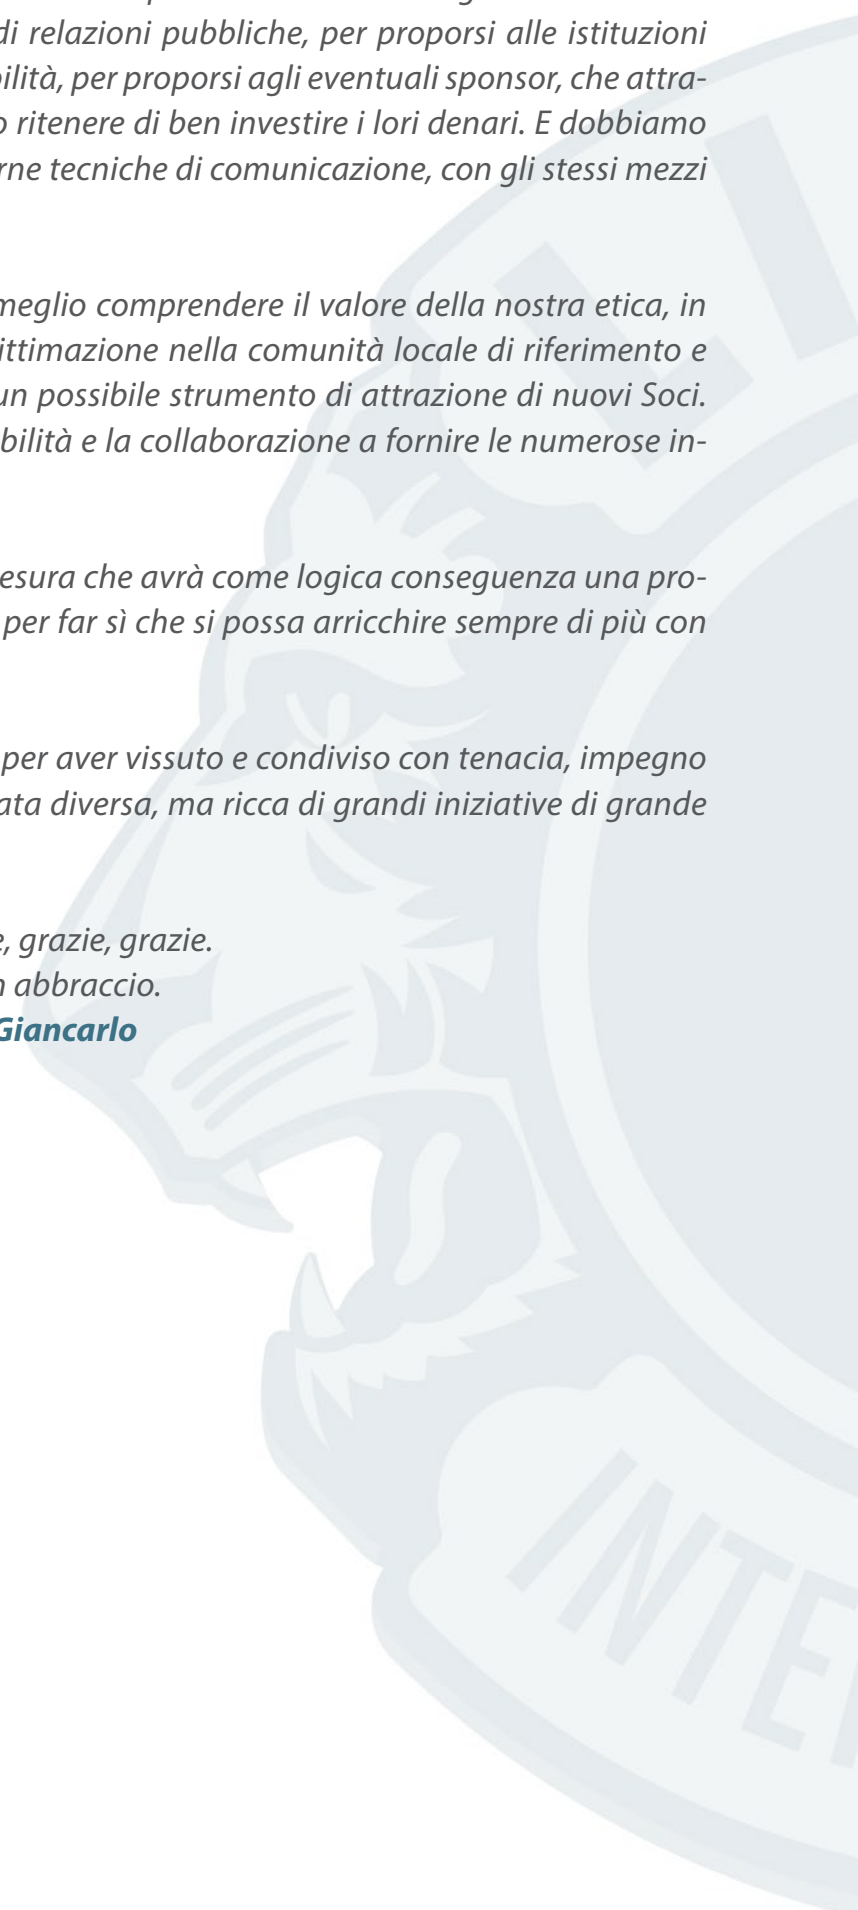 di relazioni pubbliche, per proporsi alle istituzioni
bilità, per proporsi agli eventuali sponsor, che attra-
o ritenere di ben investire i lori denari. E dobbiamo
rne tecniche di comunicazione, con gli stessi mezzi
meglio comprendere il valore della nostra etica, in
ittimazione nella comunità locale di riferimento e
un possibile strumento di attrazione di nuovi Soci.
bilità e la collaborazione a fornire le numerose in-
esura che avrà come logica conseguenza una pro-
per far sì che si possa arricchire sempre di più con
per aver vissuto e condiviso con tenacia, impegno
ata diversa, ma ricca di grandi iniziative di grande
e, grazie, grazie.
n abbraccio.
Giancarlo
LI
INTER